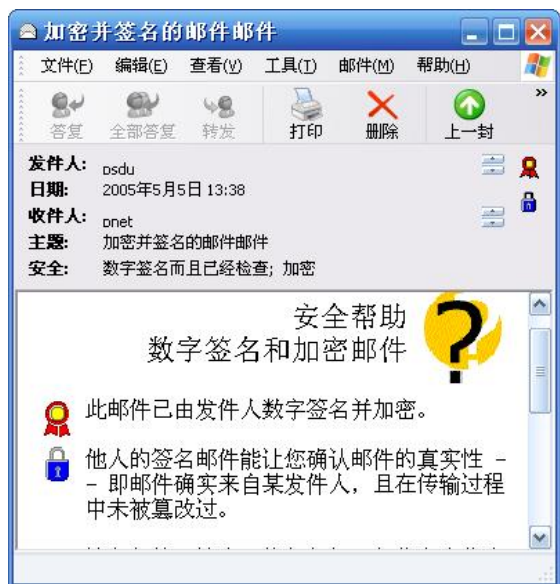 加密并签名的邮件邮件
文件(F) 编辑(E) 查看(V) 工具(T) 邮件(M) 帮助(H)
答复 全部答复 转发 打印 删除 上一封 »
发件人: psdu
日期: 2005年5月5日 13:38
收件人: pnet
主题: 加密并签名的邮件邮件
安全: 数字签名而且已经检查; 加密
安全帮助
数字签名和加密邮件
此邮件已由发件人数字签名并加密。
他人的签名邮件能让您确认邮件的真实性 -
- 即邮件确实来自某发件人，且在传输过程
中未被篡改过。